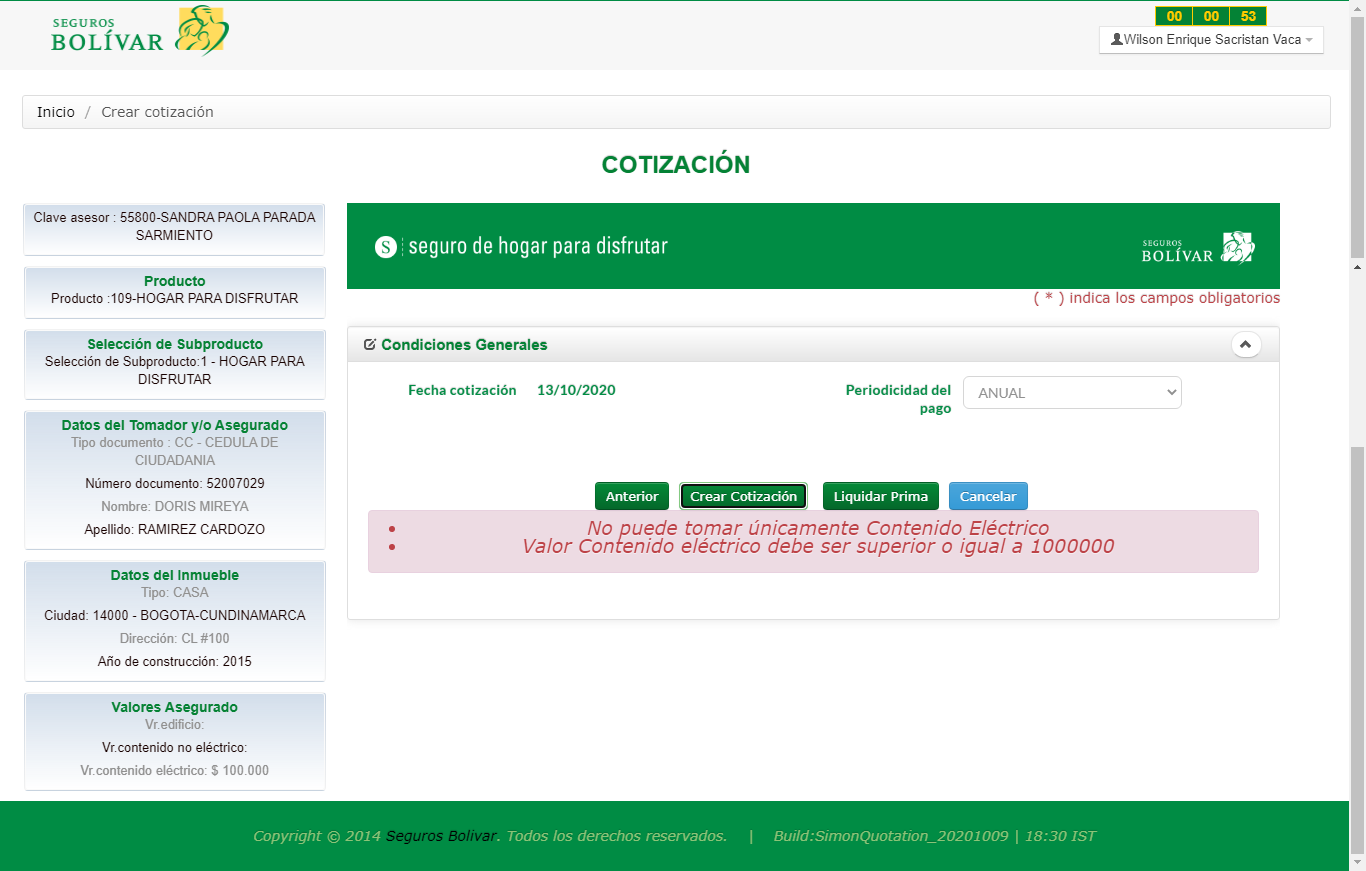 SEGUROS
BOLÍVAR
00 00 53
Wilson Enrique Sacristan Vaca
Inicio / Crear cotización
COTIZACIÓN
Clave asesor : 55800-SANDRA PAOLA PARADA
SARMIENTO
Producto
Producto :109-HOGAR PARA DISFRUTAR
Selección de Subproducto
Selección de Subproducto:1 - HOGAR PARA
DISFRUTAR
Datos del Tomador y/o Asegurado
Tipo documento : CC - CEDULA DE
CIUDADANIA
Número documento: 52007029
Nombre: DORIS MIREYA
Apellido: RAMIREZ CARDOZO
Datos del Inmueble
Tipo: CASA
Ciudad: 14000 - BOGOTA-CUNDINAMARCA
Dirección: CL #100
Año de construcción: 2015
Valores Asegurado
Vr.edificio:
Vr.contenido no eléctrico:
Vr.contenido eléctrico: $ 100.000
S seguro de hogar para disfrutar
SEGUROS
BOLÍVAR
( * ) indica los campos obligatorios
Condiciones Generales
Fecha cotización 13/10/2020
Periodicidad del
pago
ANUAL
Anterior Crear Cotización Liquidar Prima Cancelar
• No puede tomar únicamente Contenido Eléctrico
• Valor Contenido eléctrico debe ser superior o igual a 1000000
Copyright © 2014 Seguros Bolivar. Todos los derechos reservados. | Build:SimonQuotation_20201009 | 18:30 IST